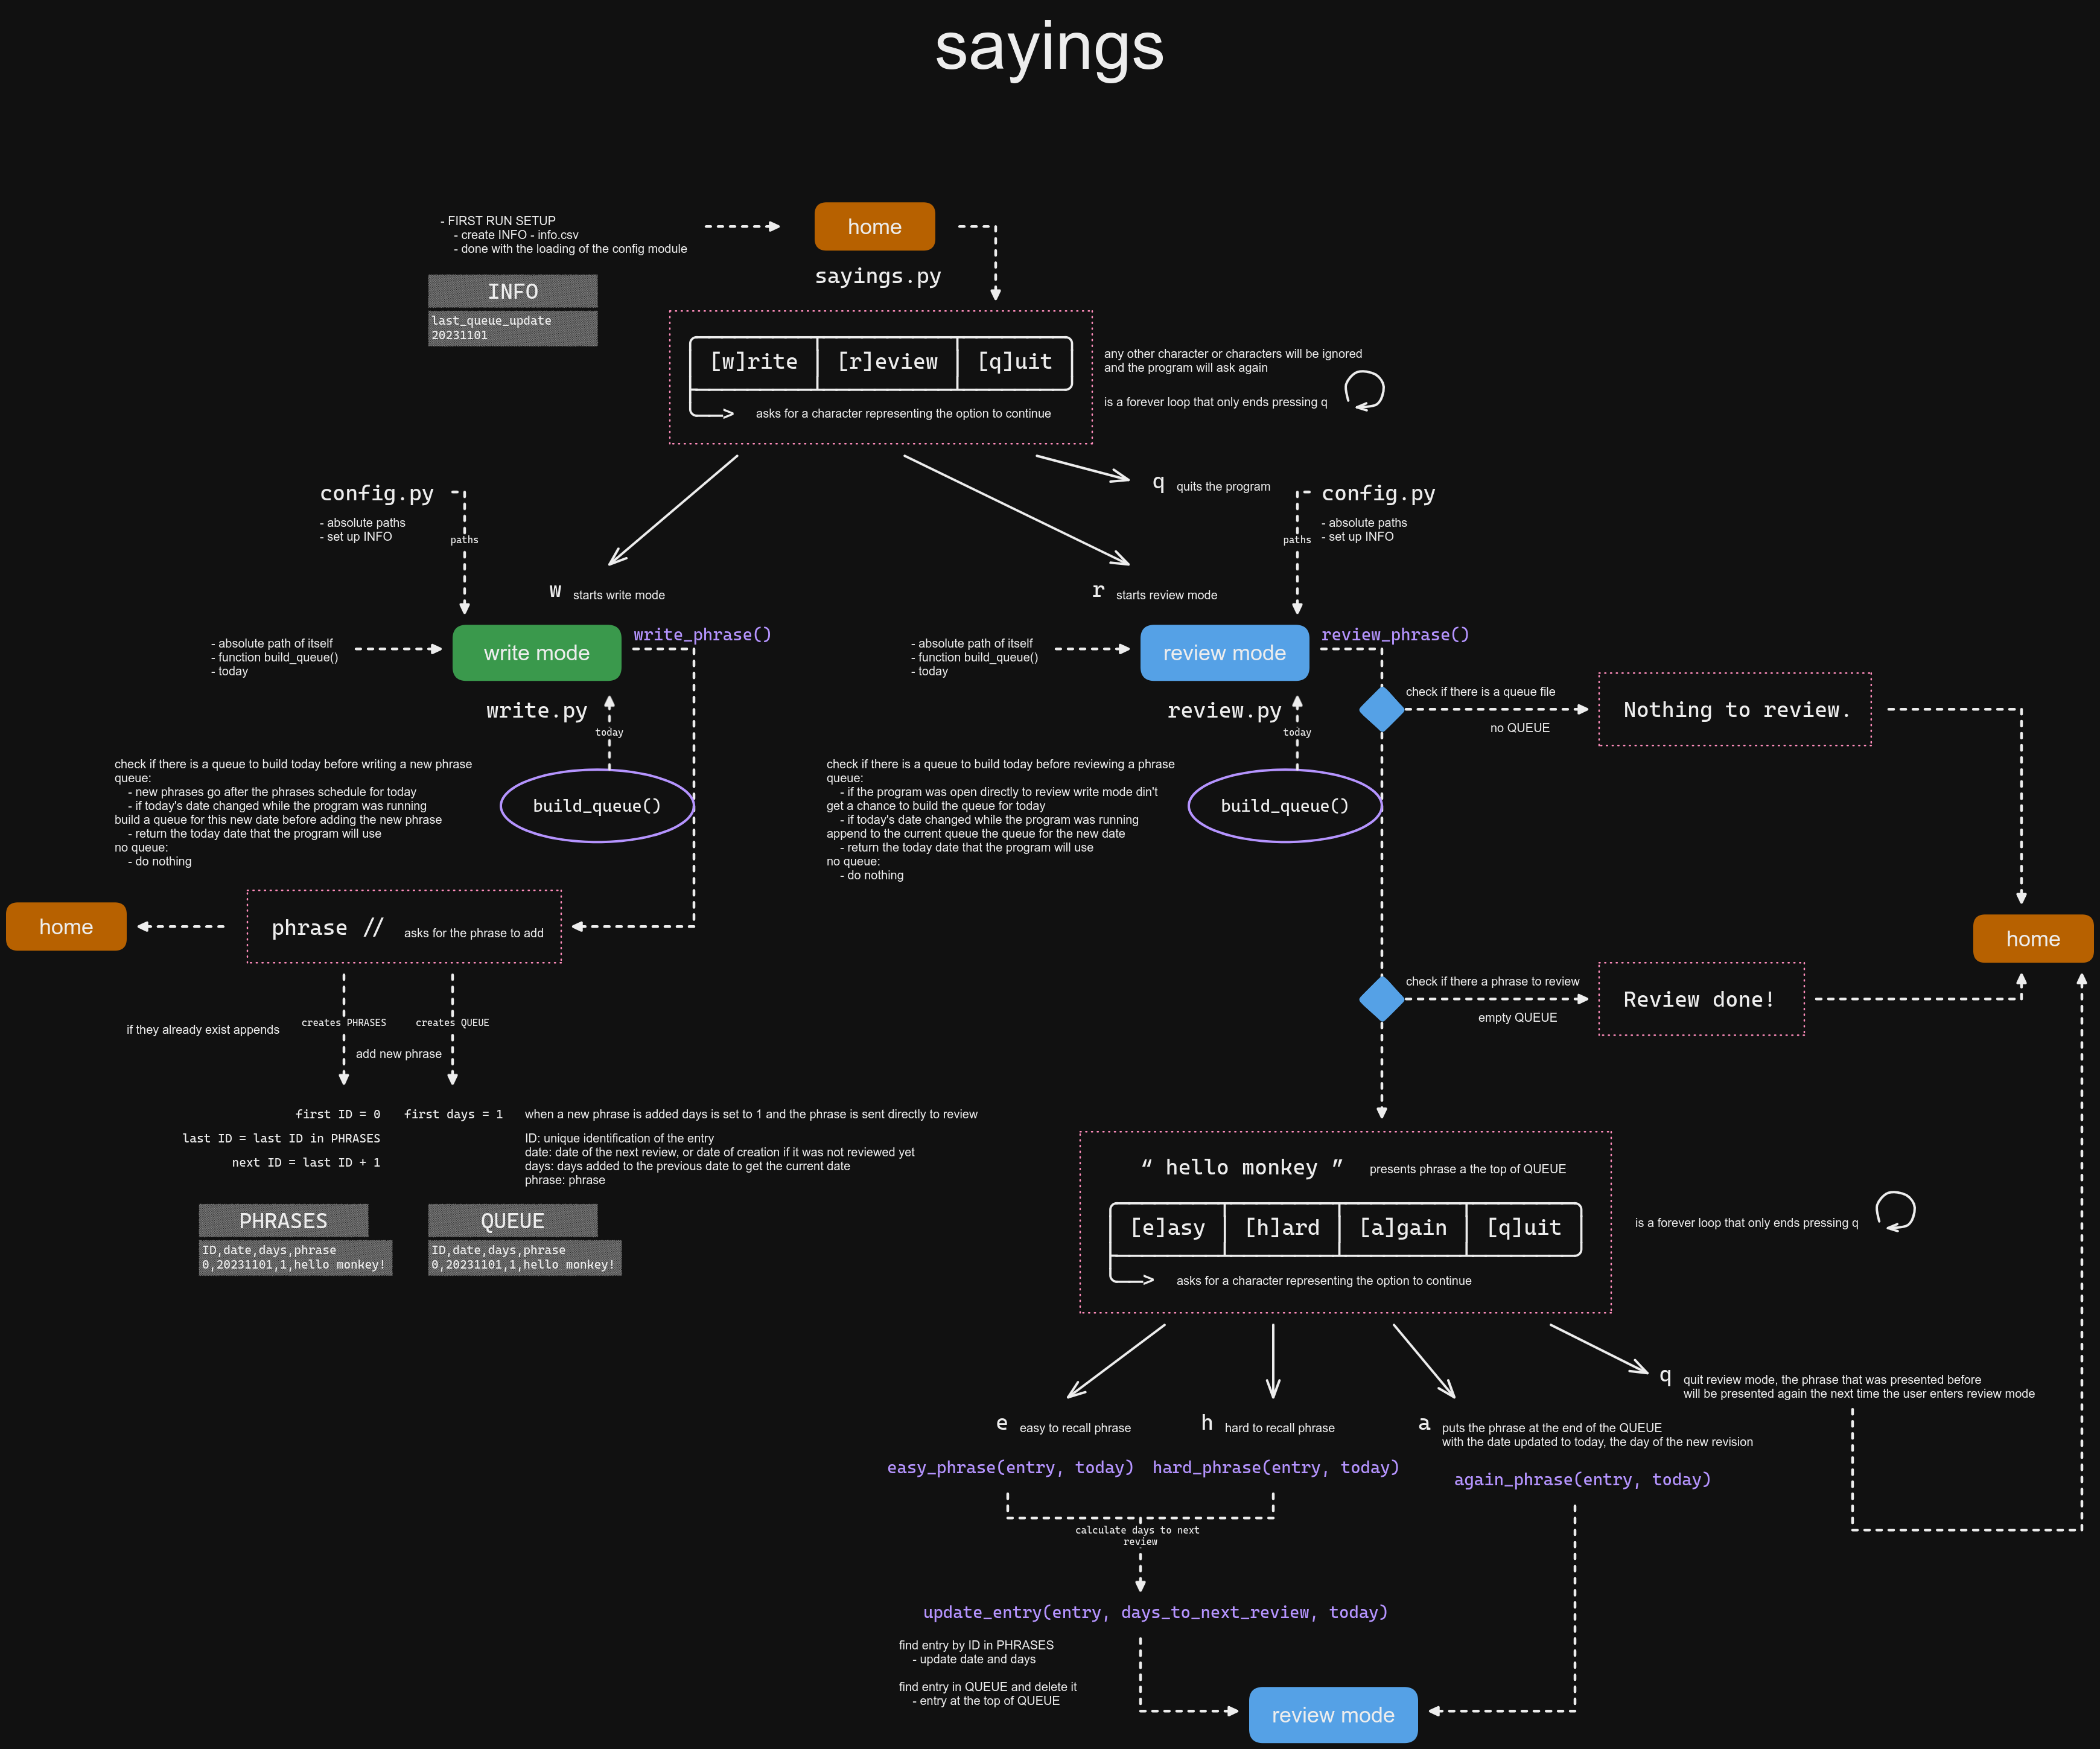 sayings
- FIRST RUN SETUP
- create INFO - info.csv
- done with the loading of the config module
home
sayings.py
INFO
last_queue_update
20231101
[w]rite [r]eview [q]uit
> asks for a character representing the option to continue
any other character or characters will be ignored
and the program will ask again
is a forever loop that only ends pressing q
q quits the program
config.py
- absolute paths
- set up INFO
paths
config.py
- absolute paths
- set up INFO
paths
w starts write mode
r starts review mode
- absolute path of itself
- function build_queue()
- today
write mode
write_phrase()
write.py
today
build_queue()
check if there is a queue to build today before writing a new phrase
queue:
- new phrases go after the phrases schedule for today
- if today's date changed while the program was running
build a queue for this new date before adding the new phrase
- return the today date that the program will use
no queue:
- do nothing
- absolute path of itself
- function build_queue()
- today
review mode
review_phrase()
review.py
today
build_queue()
check if there is a queue to build today before reviewing a phrase
queue:
- if the program was open directly to review write mode din't
get a chance to build the queue for today
- if today's date changed while the program was running
append to the current queue the queue for the new date
- return the today date that the program will use
no queue:
- do nothing
check if there is a queue file
no QUEUE
Nothing to review.
home
phrase // asks for the phrase to add
home
check if there a phrase to review
empty QUEUE
Review done!
if they already exist appends
creates PHRASES
creates QUEUE
add new phrase
first ID = 0
last ID = last ID in PHRASES
next ID = last ID + 1
first days = 1
when a new phrase is added days is set to 1 and the phrase is sent directly to review
ID: unique identification of the entry
date: date of the next review, or date of creation if it was not reviewed yet
days: days added to the previous date to get the current date
phrase: phrase
PHRASES
ID,date,days,phrase
0,20231101,1,hello monkey!
QUEUE
ID,date,days,phrase
0,20231101,1,hello monkey!
“ hello monkey ” presents phrase a the top of QUEUE
[e]asy [h]ard [a]gain [q]uit
> asks for a character representing the option to continue
is a forever loop that only ends pressing q
q quit review mode, the phrase that was presented before
will be presented again the next time the user enters review mode
e easy to recall phrase
easy_phrase(entry, today)
h hard to recall phrase
hard_phrase(entry, today)
a puts the phrase at the end of the QUEUE
with the date updated to today, the day of the new revision
again_phrase(entry, today)
calculate days to next
review
update_entry(entry, days_to_next_review, today)
find entry by ID in PHRASES
- update date and days
find entry in QUEUE and delete it
- entry at the top of QUEUE
review mode